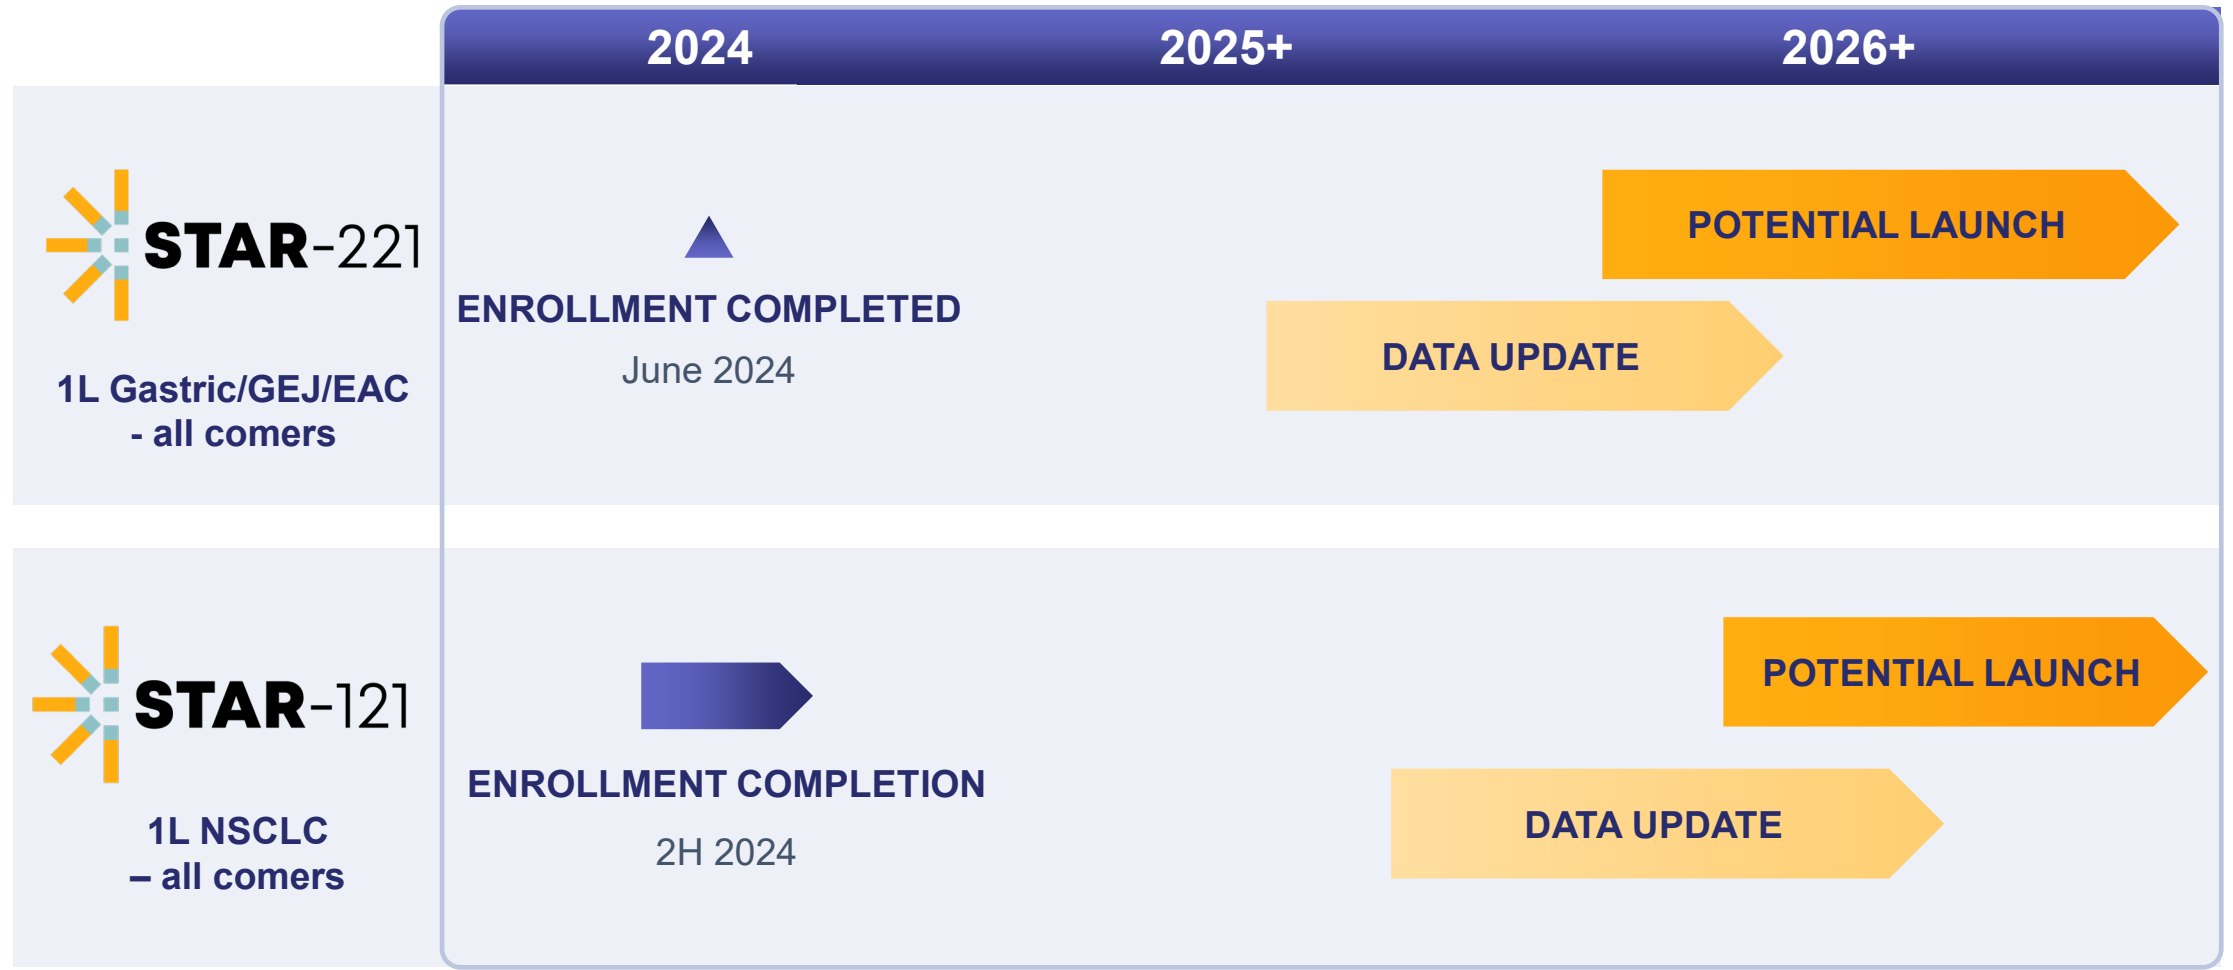 2024 2025+ 2026+
STAR-221
1L Gastric/GEJ/EAC
- all comers
ENROLLMENT COMPLETED
June 2024
POTENTIAL LAUNCH
DATA UPDATE
STAR-121
1L NSCLC
– all comers
ENROLLMENT COMPLETION
2H 2024
POTENTIAL LAUNCH
DATA UPDATE